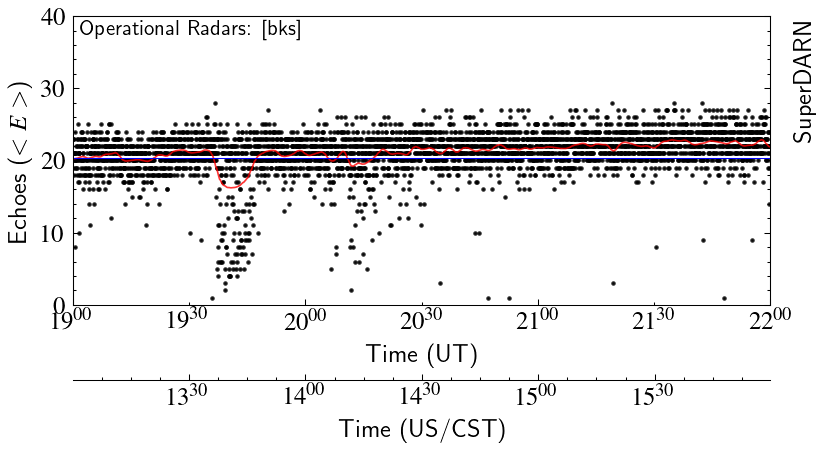 Operational Radars: [bks]
SuperDARN
Echoes (< E >)
40
30
20
10
0
19⁰⁰ 19³⁰ 20⁰⁰ 20³⁰ 21⁰⁰ 21³⁰ 22⁰⁰
Time (UT)
13³⁰ 14⁰⁰ 14³⁰ 15⁰⁰ 15³⁰
Time (US/CST)